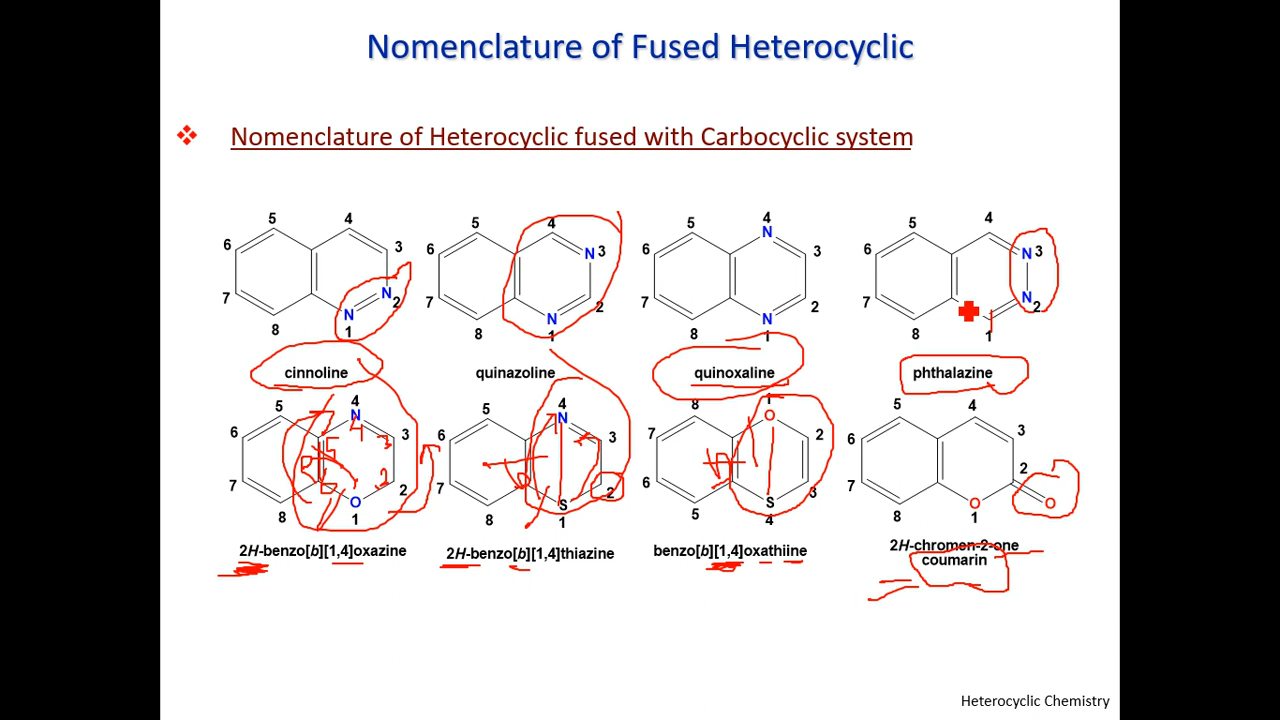 Nomenclature of Fused Heterocyclic
❖ Nomenclature of Heterocyclic fused with Carbocyclic system
5 4 6 3 7 N 2 8 N 1
5 4 6 N 3 7 2 8 N 1
5 4 N 6 3 7 2 8 N 1
5 4 6 N 3 7 N 2 8 1
cinnoline quinazoline quinoxaline phthalazine
5 4 N 6 3 7 2 8 O 1
5 4 N 6 3 7 2 8 S 1
8 1 O 7 2 6 3 5 S 4
5 4 6 3 7 2 8 O 1 O
2H-benzo[b][1,4]oxazine 2H-benzo[b][1,4]thiazine benzo[b][1,4]oxathiine 2H-chromen-2-one
coumarin
Heterocyclic Chemistry